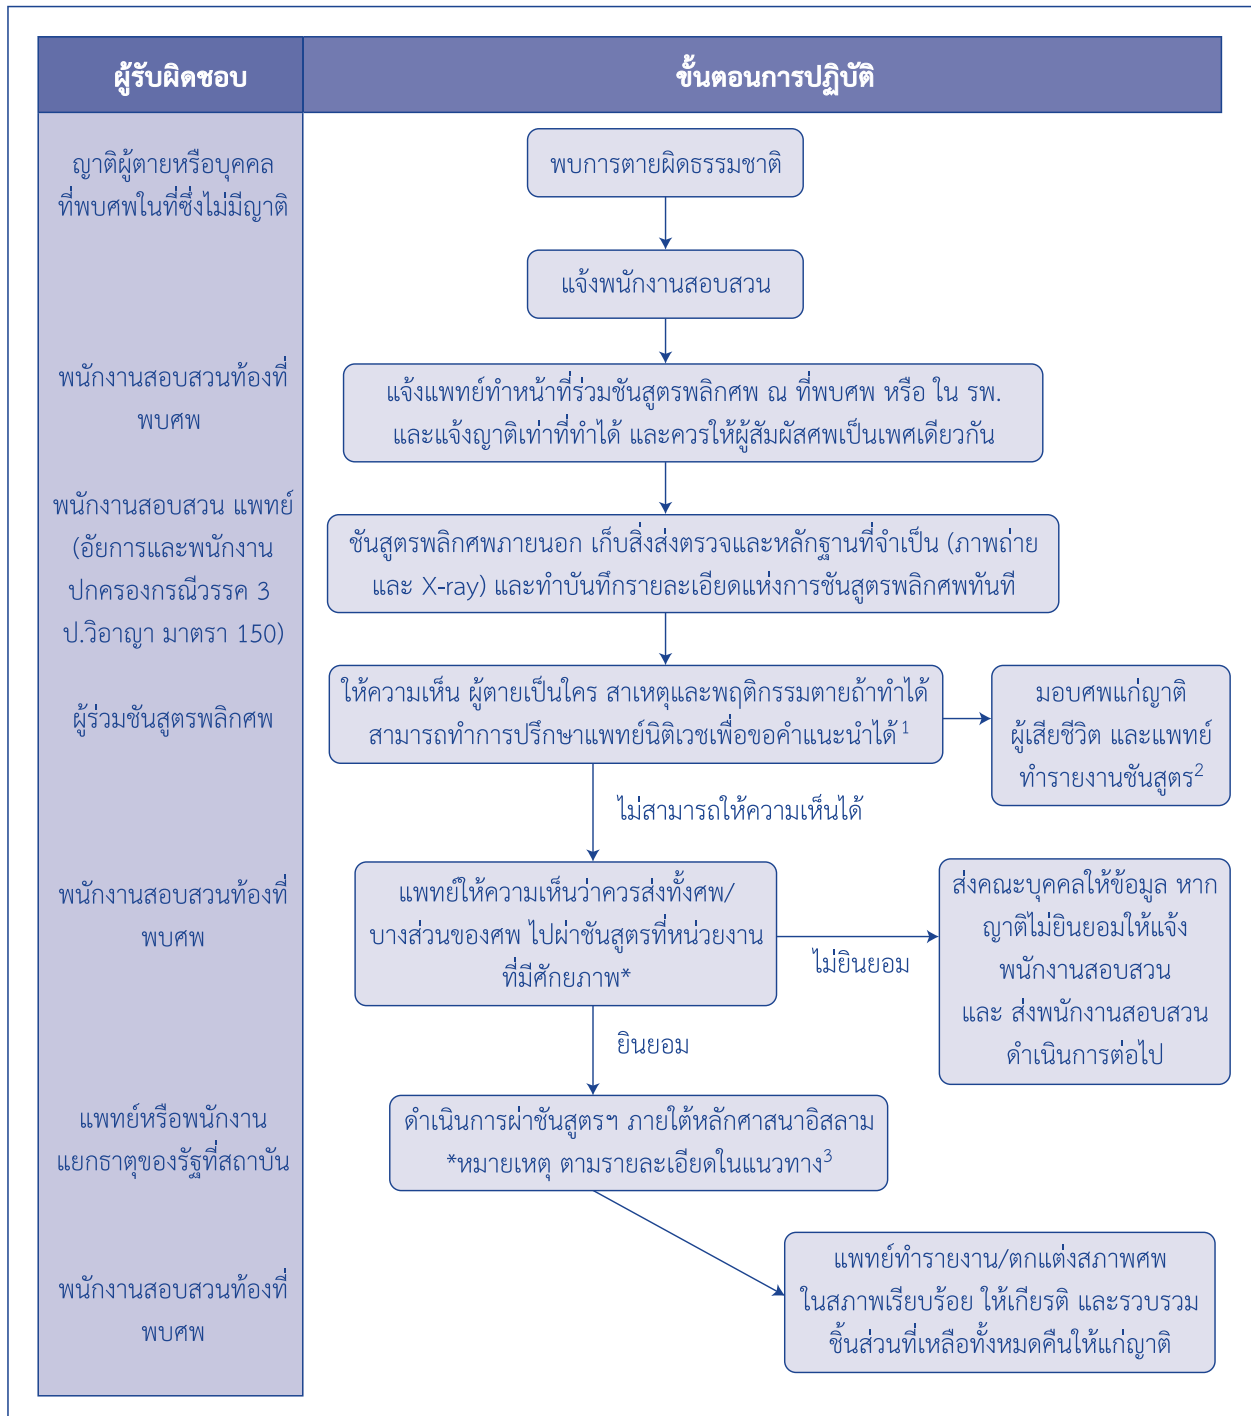 ผู้รับผิดชอบ
ขั้นตอนการปฏิบัติ
ญาติผู้ตายหรือบุคคล
ที่พบศพในที่ซึ่งไม่มีญาติ
พบการตายผิดธรรมชาติ
แจ้งพนักงานสอบสวน
พนักงานสอบสวนท้องที่
พบศพ
แจ้งแพทย์ทำหน้าที่ร่วมชันสูตรพลิกศพ ณ ที่พบศพ หรือ ใน รพ.
และแจ้งญาติเท่าที่ทำได้ และควรให้ผู้สัมผัสศพเป็นเพศเดียวกัน
พนักงานสอบสวน แพทย์
(อัยการและพนักงาน
ปกครองกรณีวรรค 3
ป.วิอาญา มาตรา 150)
ชันสูตรพลิกศพภายนอก เก็บสิ่งส่งตรวจและหลักฐานที่จำเป็น (ภาพถ่าย
และ X-ray) และทำบันทึกรายละเอียดแห่งการชันสูตรพลิกศพทันที
ผู้ร่วมชันสูตรพลิกศพ
ให้ความเห็น ผู้ตายเป็นใคร สาเหตุและพฤติกรรมตายถ้าทำได้
สามารถทำการปรึกษาแพทย์นิติเวชเพื่อขอคำแนะนำได้ 1
มอบศพแก่ญาติ
ผู้เสียชีวิต และแพทย์
ทำรายงานชันสูตร2
ไม่สามารถให้ความเห็นได้
พนักงานสอบสวนท้องที่
พบศพ
แพทย์ให้ความเห็นว่าควรส่งทั้งศพ/
บางส่วนของศพ ไปผ่าชันสูตรที่หน่วยงาน
ที่มีศักยภาพ*
ไม่ยินยอม
ส่งคณะบุคคลให้ข้อมูล หาก
ญาติไม่ยินยอมให้แจ้ง
พนักงานสอบสวน
และ ส่งพนักงานสอบสวน
ดำเนินการต่อไป
ยินยอม
แพทย์หรือพนักงาน
แยกธาตุของรัฐที่สถาบัน
ดำเนินการผ่าชันสูตรฯ ภายใต้หลักศาสนาอิสลาม
*หมายเหตุ ตามรายละเอียดในแนวทาง3
พนักงานสอบสวนท้องที่
พบศพ
แพทย์ทำรายงาน/ตกแต่งสภาพศพ
ในสภาพเรียบร้อย ให้เกียรติ และรวบรวม
ชิ้นส่วนที่เหลือทั้งหมดคืนให้แก่ญาติ